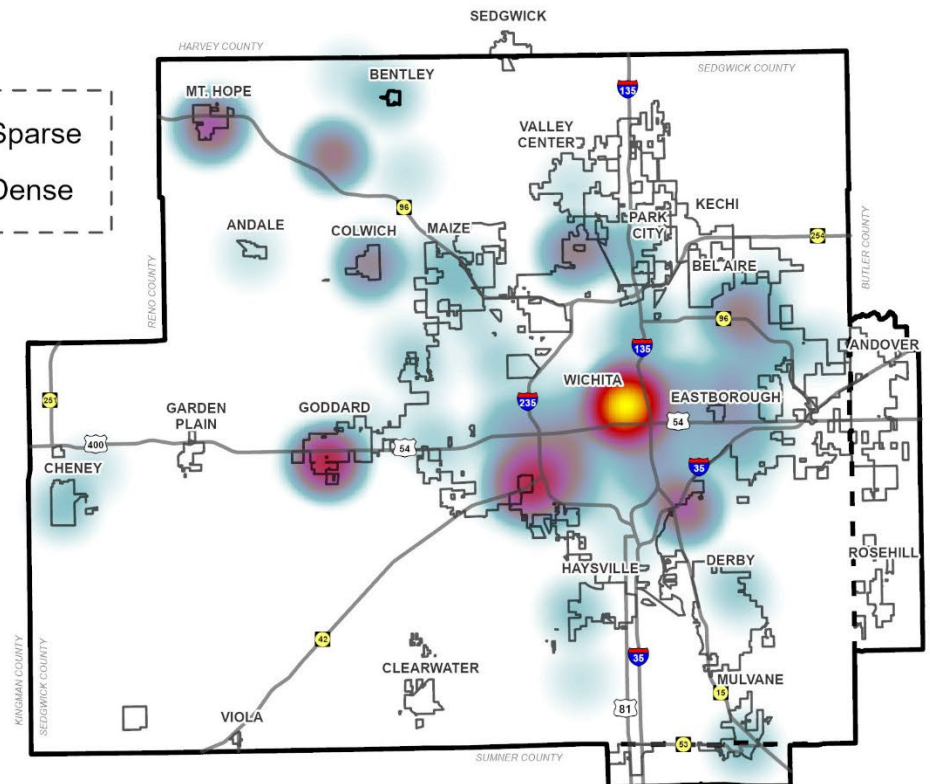 SEDGWICK
HARVEY COUNTY
SEDGWICK COUNTY
BENTLEY
MT. HOPE
135
Sparse
VALLEY
CENTER
Dense
96
KECHI
PARK
CITY
ANDALE
COLWICH
MAIZE
254
BEL AIRE
BUTLER COUNTY
RENO COUNTY
96
135
ANDOVER
WICHITA
251
235
EASTBOROUGH
GARDEN
PLAIN
GODDARD
54
400
54
CHENEY
35
ROSEHILL
HAYSVILLE
DERBY
42
35
KINGMAN COUNTY
SEDGWICK COUNTY
CLEARWATER
MULVANE
15
81
VIOLA
53
SUMNER COUNTY